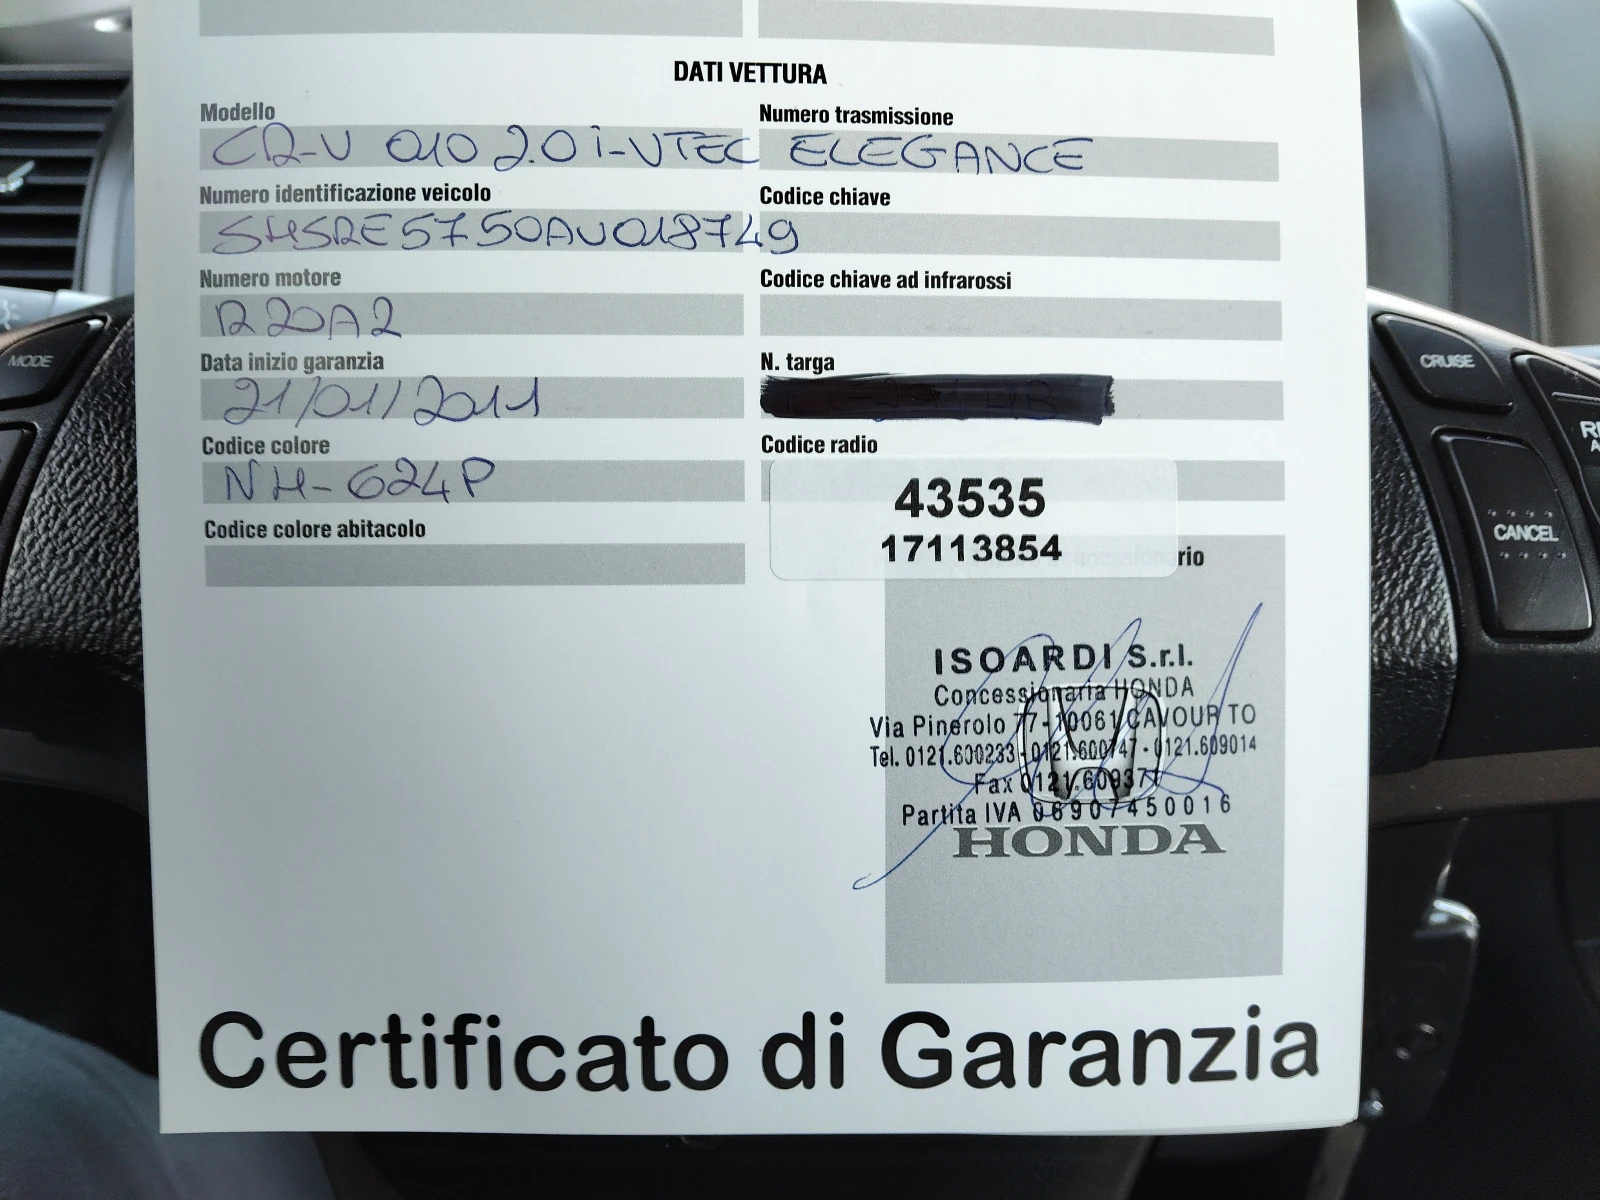 DATI VETTURA
Modello
Numero trasmissione
CR-V 010 2.0 i-VTEC ELEGANCE
Numero identificazione veicolo
Codice chiave
SHSRE5750AU018749
Numero motore
Codice chiave ad infrarossi
R20A2
Data inizio garanzia
N. targa
21/01/2011
Codice colore
Codice radio
NH-624P
43535
17113854
Codice colore abitacolo
rio
ISOARDI S.r.l.
Concessionaria HONDA
Via Pinerolo 77-10061 CAVOUR TO
Tel. 0121.600233-0121.600747-0121.609014
Fax 0121.609377
Partita IVA 06907450016
HONDA
Certificato di Garanzia
MODE
CRUISE
CANCEL